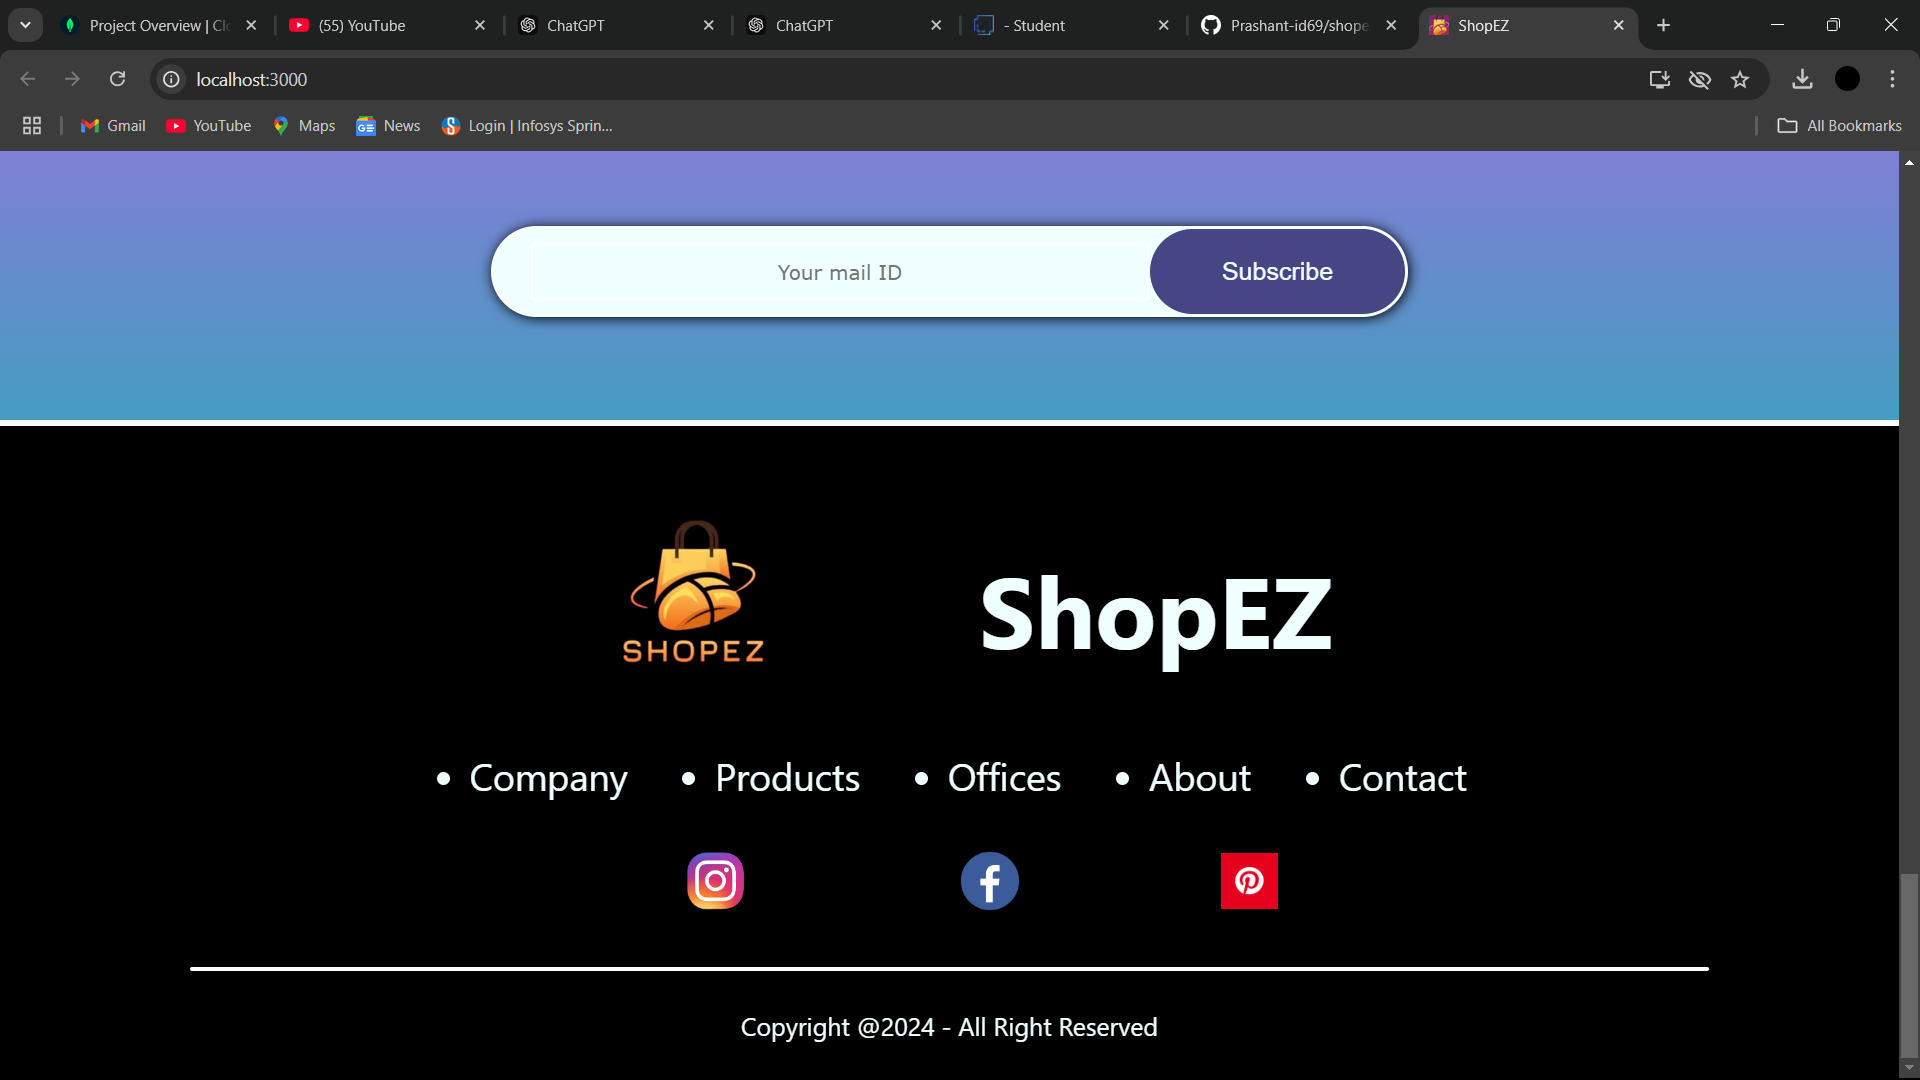 Project Overview | Clo
(55) YouTube
ChatGPT
ChatGPT
- Student
Prashant-id69/shope
ShopEZ
localhost:3000
Gmail
YouTube
Maps
News
Login | Infosys Sprin...
All Bookmarks
Your mail ID
Subscribe
SHOPEZ
ShopEZ
• Company • Products • Offices • About • Contact
Copyright @2024 - All Right Reserved